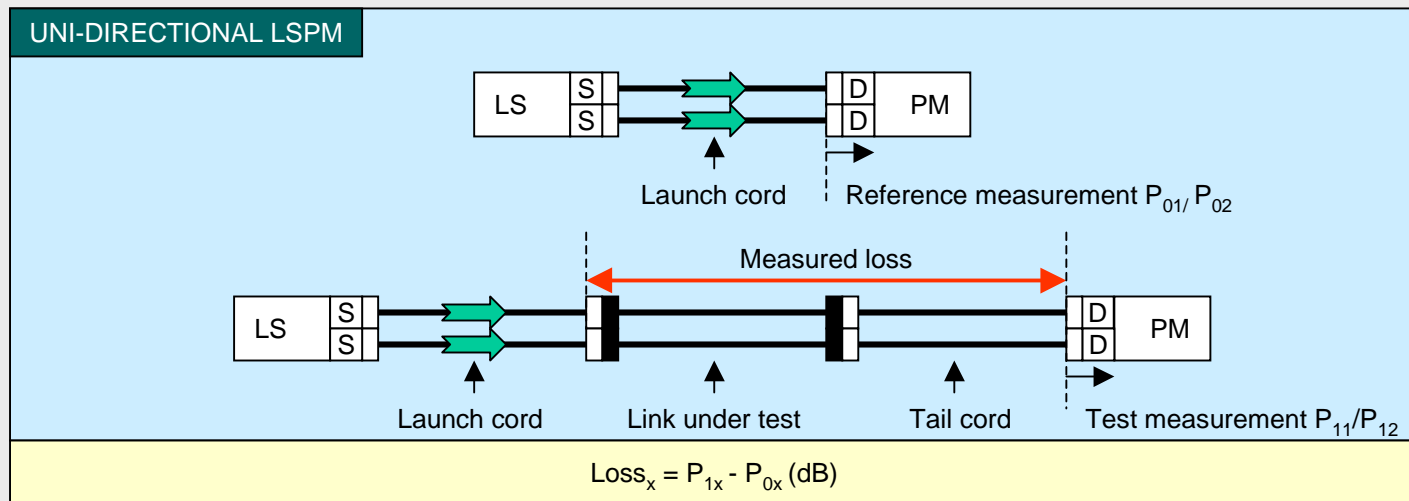 UNI-DIRECTIONAL LSPM
LS S S D D PM
Launch cord
Reference measurement P01/ P02
Measured loss
LS S S D D PM
Launch cord
Link under test
Tail cord
Test measurement P11/P12
Lossx = P1x - P0x (dB)